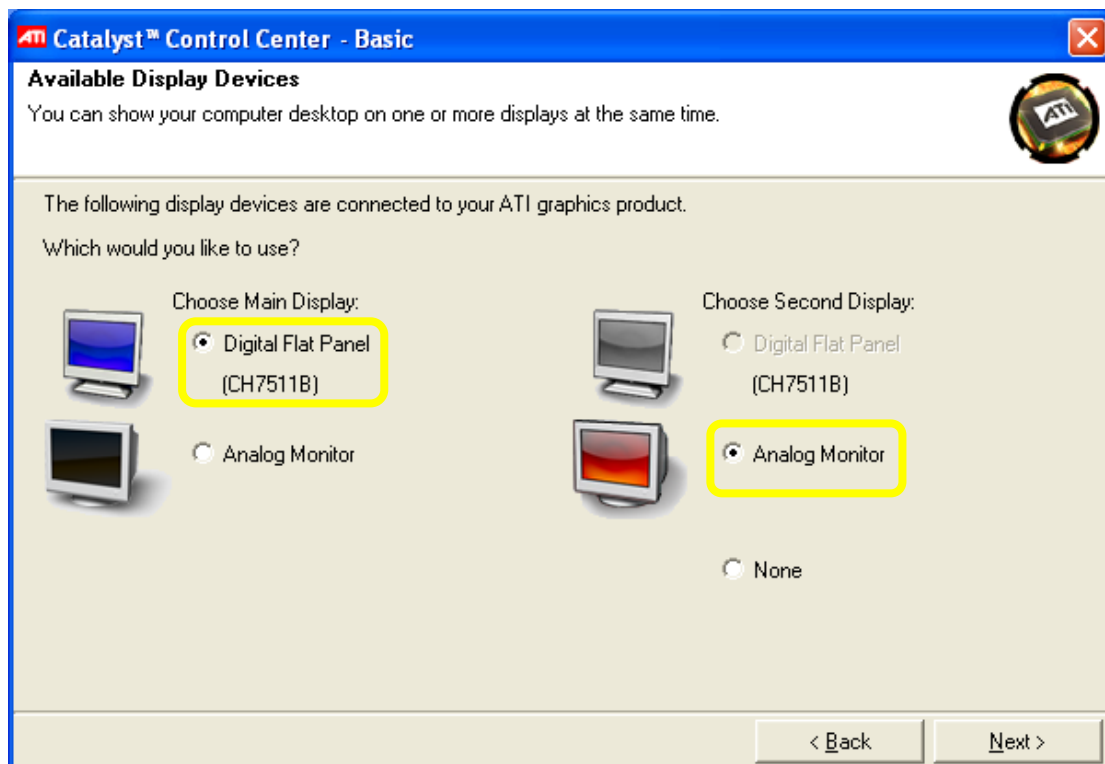 ATI Catalyst™ Control Center - Basic
Available Display Devices
You can show your computer desktop on one or more displays at the same time.
ATI
The following display devices are connected to your ATI graphics product.
Which would you like to use?
Choose Main Display:
Digital Flat Panel
(CH7511B)
Analog Monitor
Choose Second Display:
Digital Flat Panel
(CH7511B)
Analog Monitor
None
< Back
Next >